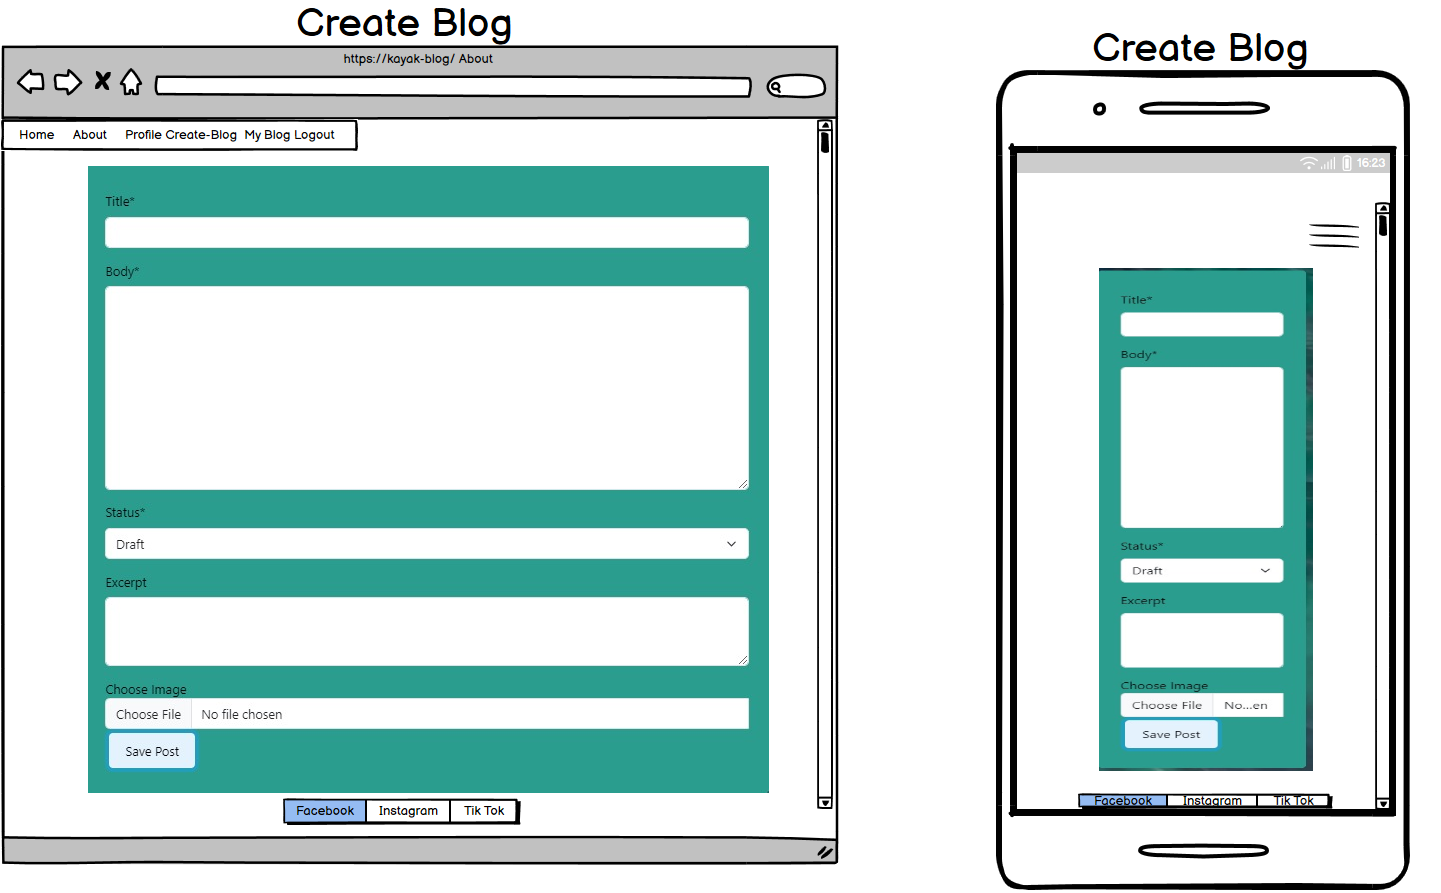 Create Blog
https://kayak-blog/ About
Home About Profile Create-Blog My Blog Logout
Title*
Body*
Status*
Draft
Excerpt
Choose Image
Choose File No file chosen
Save Post
Facebook Instagram Tik Tok
Create Blog
16:23
Title*
Body*
Status*
Draft
Excerpt
Choose Image
Choose File No...en
Save Post
Facebook Instagram Tik Tok